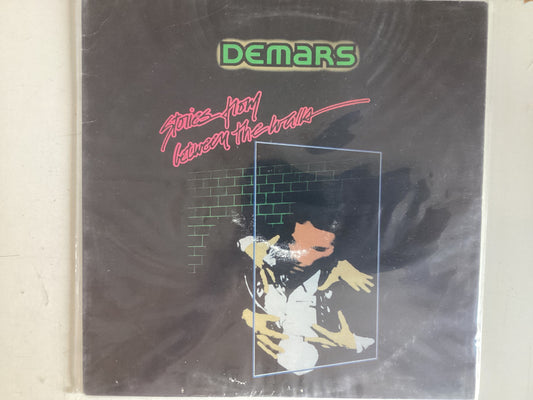 DEMARS
Stories from
between the walls